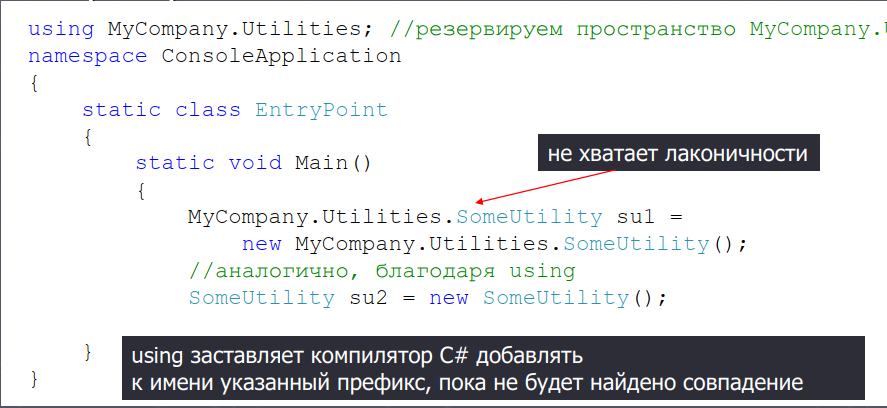 using MyCompany.Utilities; //резервируем пространство MyCompany.
namespace ConsoleApplication
{
static class EntryPoint
{
не хватает лаконичности
static void Main()
{
MyCompany.Utilities.SomeUtility su1 =
new MyCompany.Utilities.SomeUtility();
//аналогично, благодаря using
SomeUtility su2 = new SomeUtility();
}
using заставляет компилятор C# добавлять
к имени указанный префикс, пока не будет найдено совпадение
}